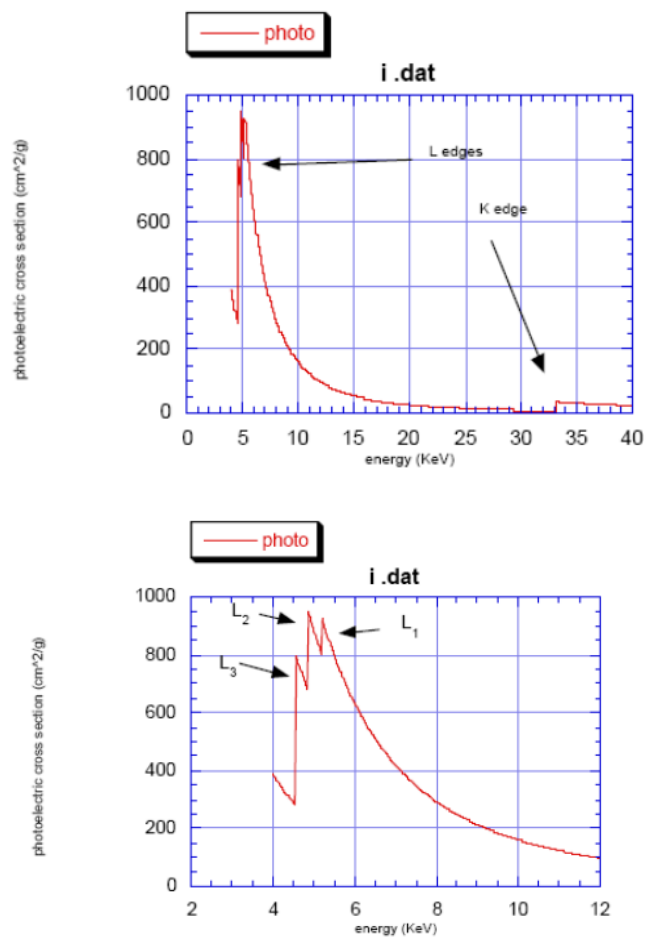 photo
i .dat
photoelectric cross section (cm^2/g)
1000
800
600
400
200
0
L edges
K edge
0 5 10 15 20 25 30 35 40
energy (KeV)
photo
i .dat
photoelectric cross section (cm^2/g)
1000
800
600
400
200
0
L2
L1
L3
2 4 6 8 10 12
energy (KeV)